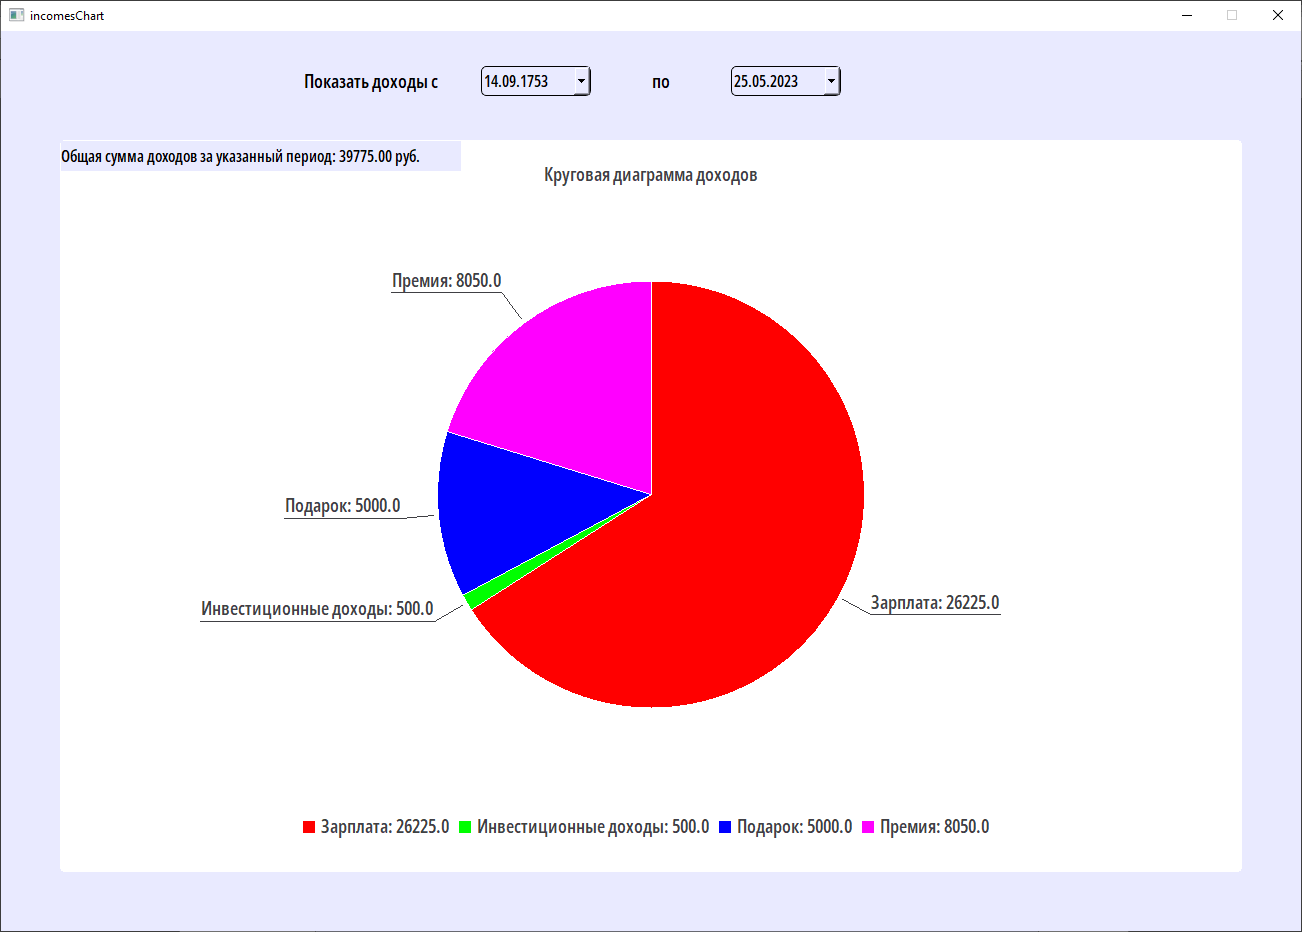 incomesChart
Показать доходы с 14.09.1753 по 25.05.2023
Общая сумма доходов за указанный период: 39775.00 руб.
Круговая диаграмма доходов
Премия: 8050.0
Подарок: 5000.0
Зарплата: 26225.0
Инвестиционные доходы: 500.0
Зарплата: 26225.0 Инвестиционные доходы: 500.0 Подарок: 5000.0 Премия: 8050.0